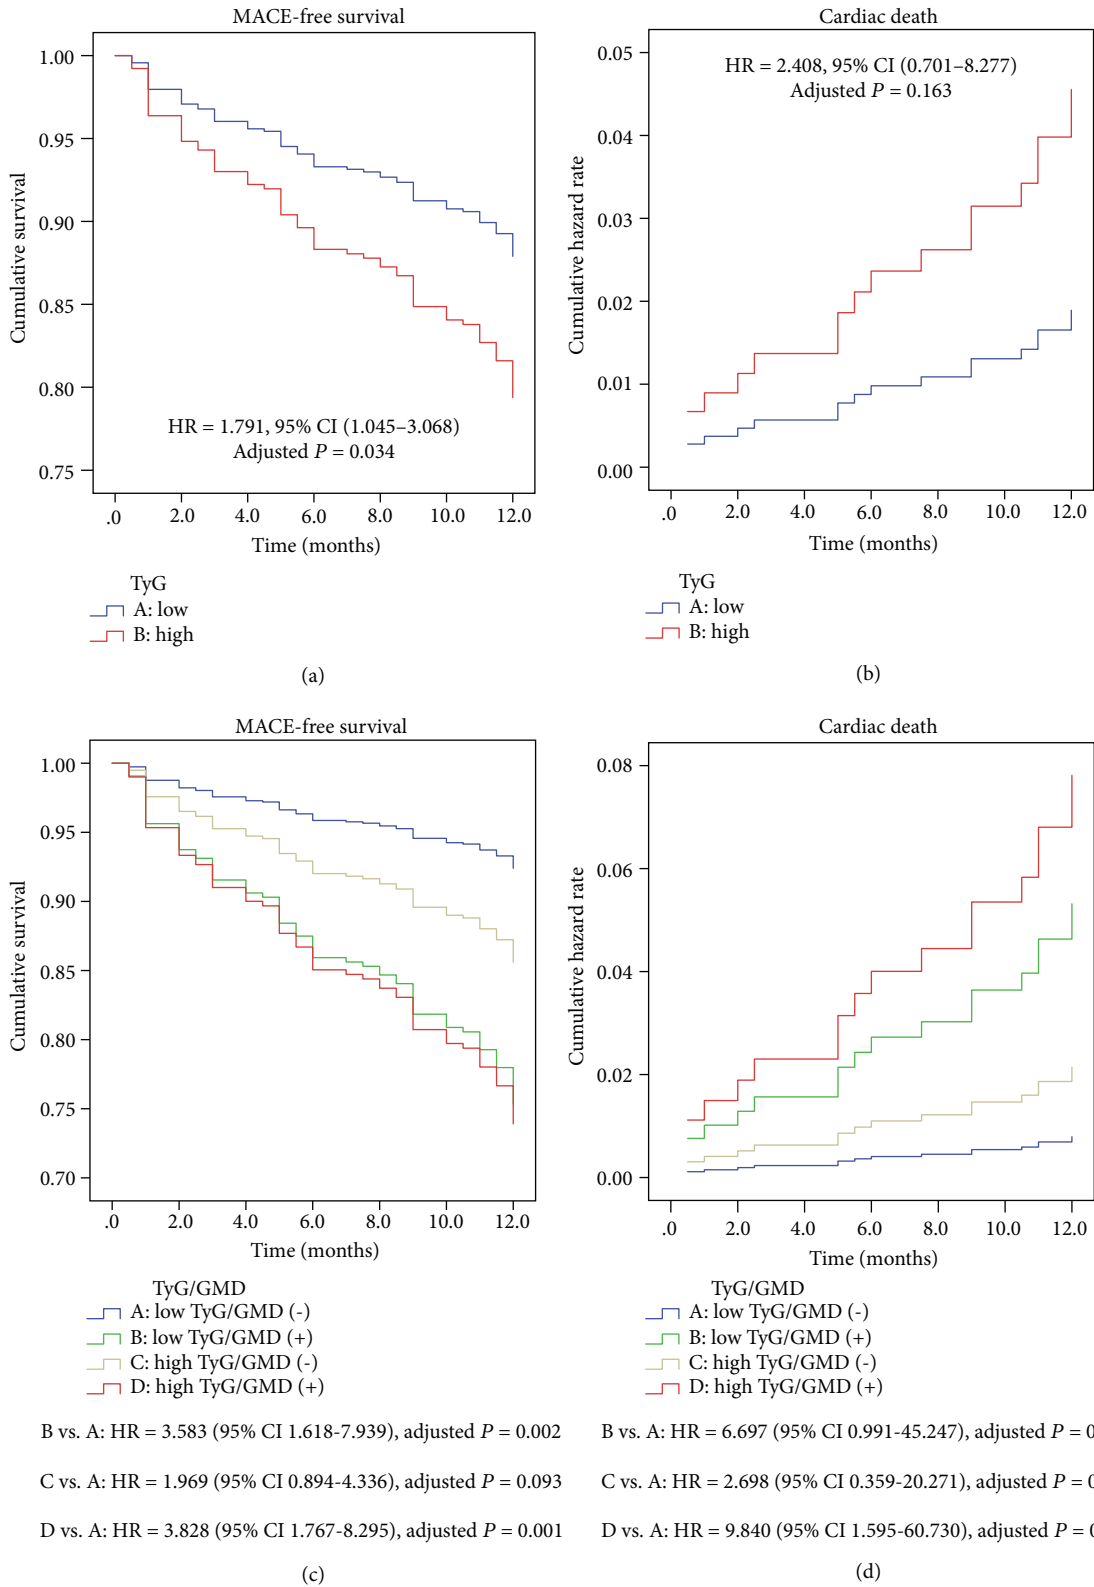 MACE-free survival
1.00
0.95
0.90
0.85
0.80
0.75
Cumulative survival
HR = 1.791, 95% CI (1.045–3.068)
Adjusted P = 0.034
.0 2.0 4.0 6.0 8.0 10.0 12.0
Time (months)
TyG
A: low
B: high
(a)
Cardiac death
0.05
0.04
0.03
0.02
0.01
0.00
Cumulative hazard rate
HR = 2.408, 95% CI (0.701–8.277)
Adjusted P = 0.163
.0 2.0 4.0 6.0 8.0 10.0 12.0
Time (months)
TyG
A: low
B: high
(b)
MACE-free survival
1.00
0.95
0.90
0.85
0.80
0.75
0.70
Cumulative survival
.0 2.0 4.0 6.0 8.0 10.0 12.0
Time (months)
TyG/GMD
A: low TyG/GMD (-)
B: low TyG/GMD (+)
C: high TyG/GMD (-)
D: high TyG/GMD (+)
B vs. A: HR = 3.583 (95% CI 1.618-7.939), adjusted P = 0.002
C vs. A: HR = 1.969 (95% CI 0.894-4.336), adjusted P = 0.093
D vs. A: HR = 3.828 (95% CI 1.767-8.295), adjusted P = 0.001
(c)
Cardiac death
0.08
0.06
0.04
0.02
0.00
Cumulative hazard rate
.0 2.0 4.0 6.0 8.0 10.0 12.0
Time (months)
TyG/GMD
A: low TyG/GMD (-)
B: low TyG/GMD (+)
C: high TyG/GMD (-)
D: high TyG/GMD (+)
B vs. A: HR = 6.697 (95% CI 0.991-45.247), adjusted P = 0
C vs. A: HR = 2.698 (95% CI 0.359-20.271), adjusted P = 0
D vs. A: HR = 9.840 (95% CI 1.595-60.730), adjusted P = 0
(d)